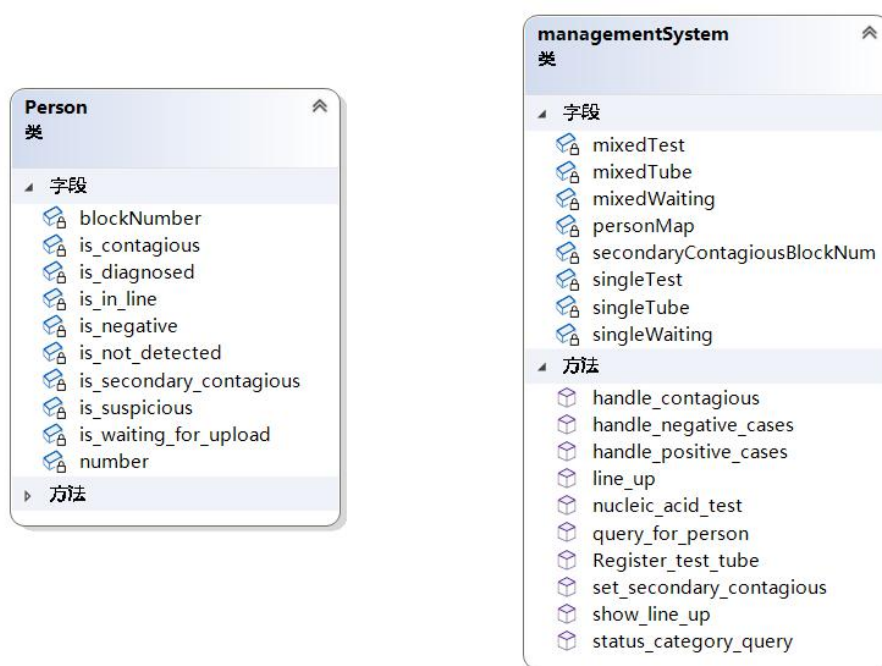 Person
类
字段
blockNumber
is_contagious
is_diagnosed
is_in_line
is_negative
is_not_detected
is_secondary_contagious
is_suspicious
is_waiting_for_upload
number
方法
managementSystem
类
字段
mixedTest
mixedTube
mixedWaiting
personMap
secondaryContagiousBlockNum
singleTest
singleTube
singleWaiting
方法
handle_contagious
handle_negative_cases
handle_positive_cases
line_up
nucleic_acid_test
query_for_person
Register_test_tube
set_secondary_contagious
show_line_up
status_category_query